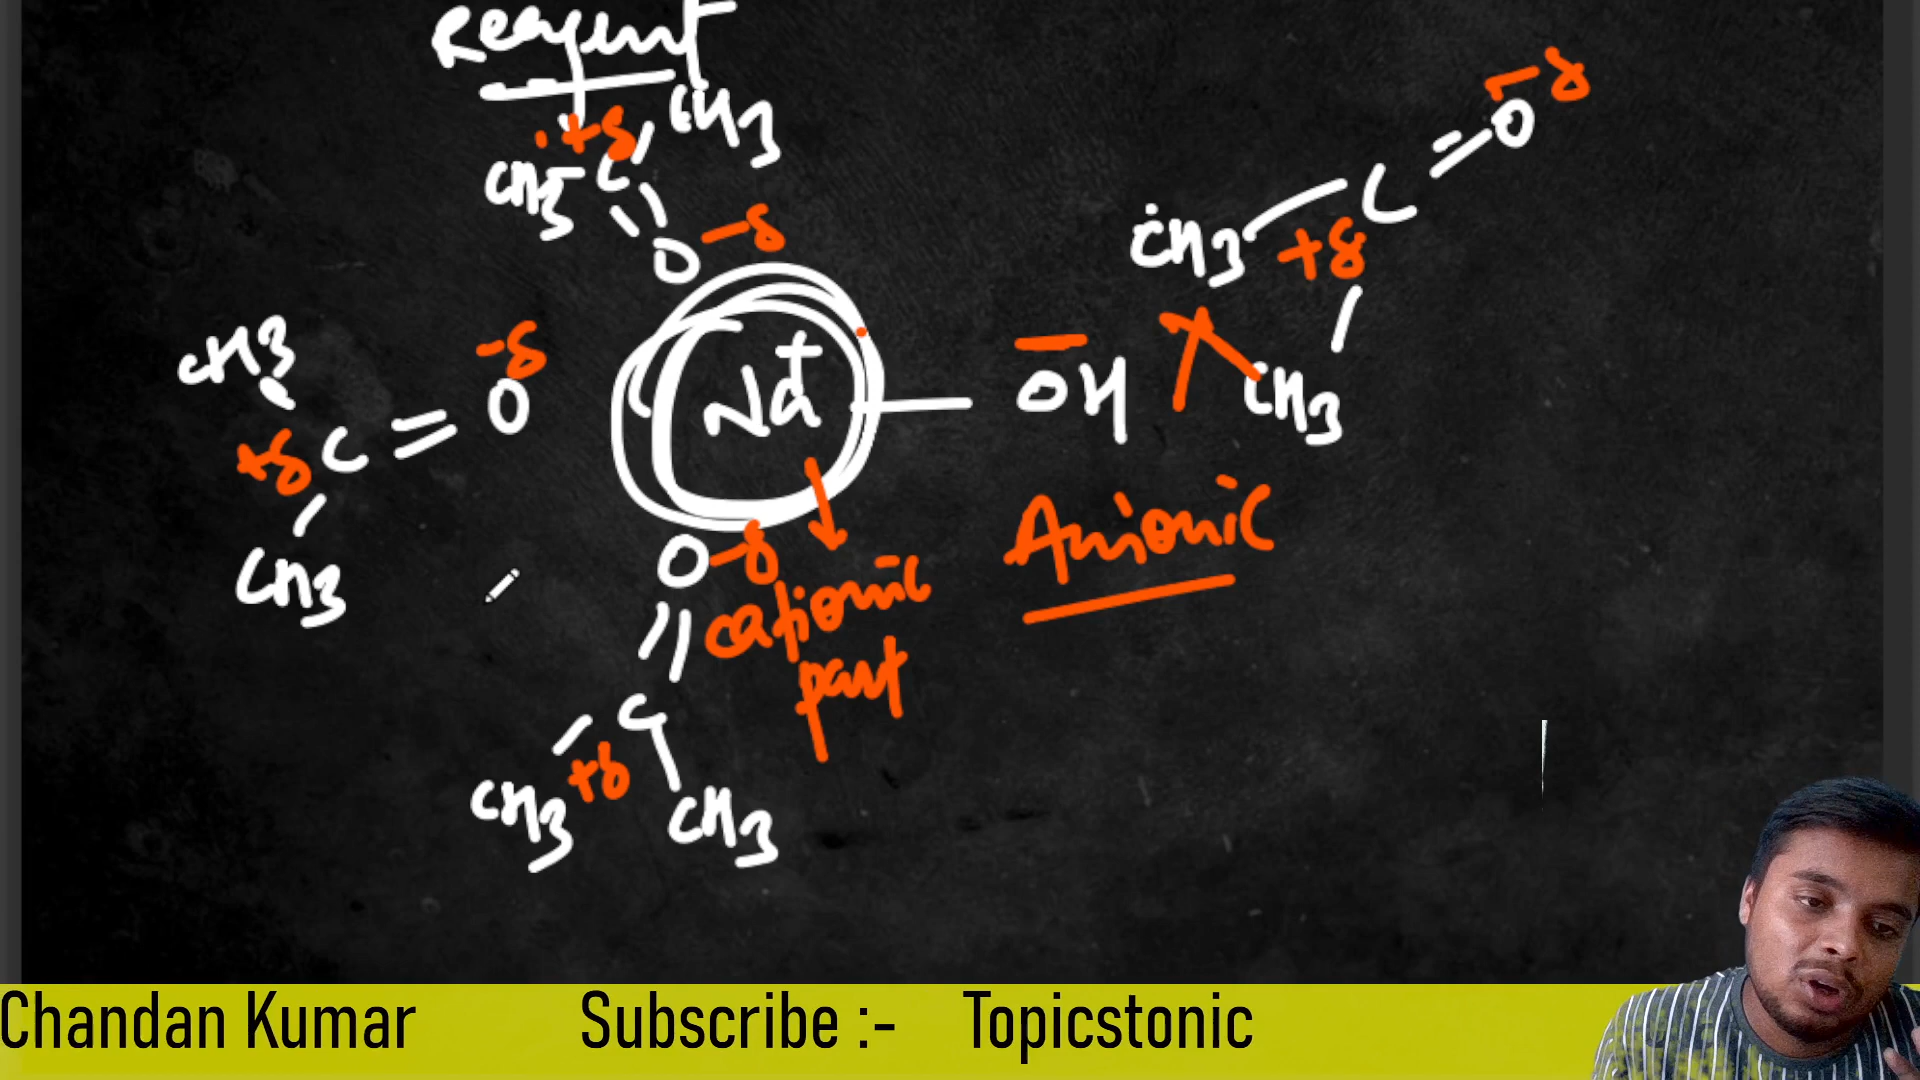 Reagent
+δ CH3
CH3 - C
O -δ
O -δ
CH3 - C = O
+δ
CH3
CH3
-δ
+δ C = O
CH3
Na+ — OH
O -δ
cationic
part
Anionic
C
CH3 +δ CH3
Chandan Kumar Subscribe :- Topicstonic